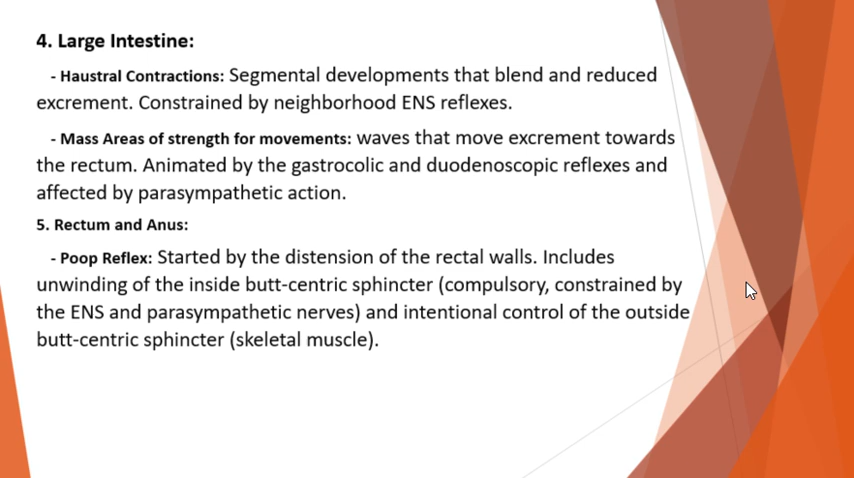 4. Large Intestine:
- Haustral Contractions: Segmental developments that blend and reduced
excrement. Constrained by neighborhood ENS reflexes.
- Mass Areas of strength for movements: waves that move excrement towards
the rectum. Animated by the gastrocolic and duodenoscopic reflexes and
affected by parasympathetic action.
5. Rectum and Anus:
- Poop Reflex: Started by the distension of the rectal walls. Includes
unwinding of the inside butt-centric sphincter (compulsory, constrained by
the ENS and parasympathetic nerves) and intentional control of the outside
butt-centric sphincter (skeletal muscle).